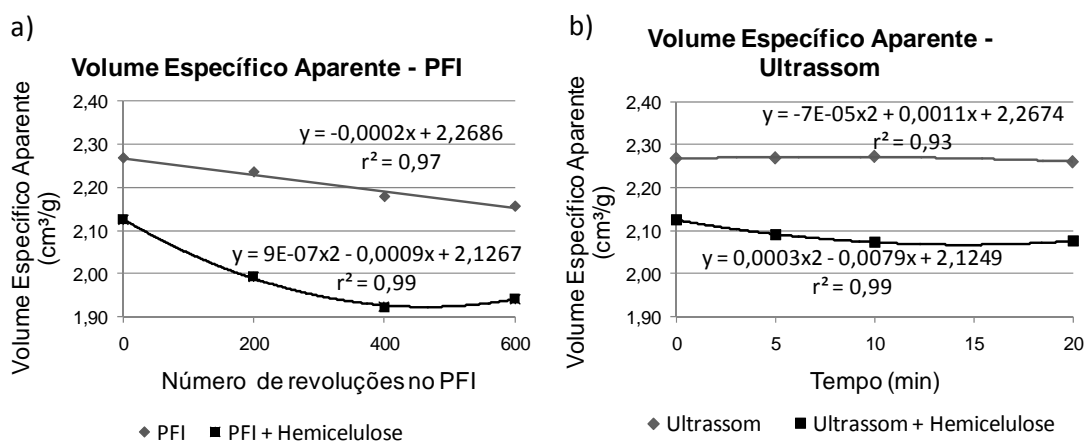 a)
Volume Específico Aparente - PFI
Volume Específico Aparente
(cm³/g)
2,40
2,30
2,20
2,10
2,00
1,90
y = -0,0002x + 2,2686
r² = 0,97
y = 9E-07x2 - 0,0009x + 2,1267
r² = 0,99
0
200
400
600
Número de revoluções no PFI
PFI
PFI + Hemicelulose
b)
Volume Específico Aparente -
Ultrassom
Volume Específico Aparente
(cm³/g)
2,40
2,30
2,20
2,10
2,00
1,90
y = -7E-05x2 + 0,0011x + 2,2674
r² = 0,93
y = 0,0003x2 - 0,0079x + 2,1249
r² = 0,99
0
5
10
15
20
Tempo (min)
Ultrassom
Ultrassom + Hemicelulose